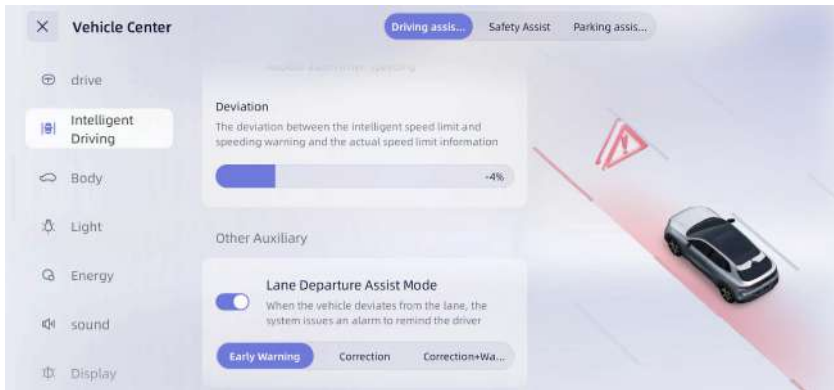 Vehicle Center
Driving assis...
Safety Assist
Parking assis...
drive
Intelligent
Driving
Body
Light
Energy
sound
Display
Deviation
The deviation between the intelligent speed limit and
speeding warning and the actual speed limit information
-4%
Other Auxiliary
Lane Departure Assist Mode
When the vehicle deviates from the lane, the
system issues an alarm to remind the driver
Early Warning
Correction
Correction+Wa...